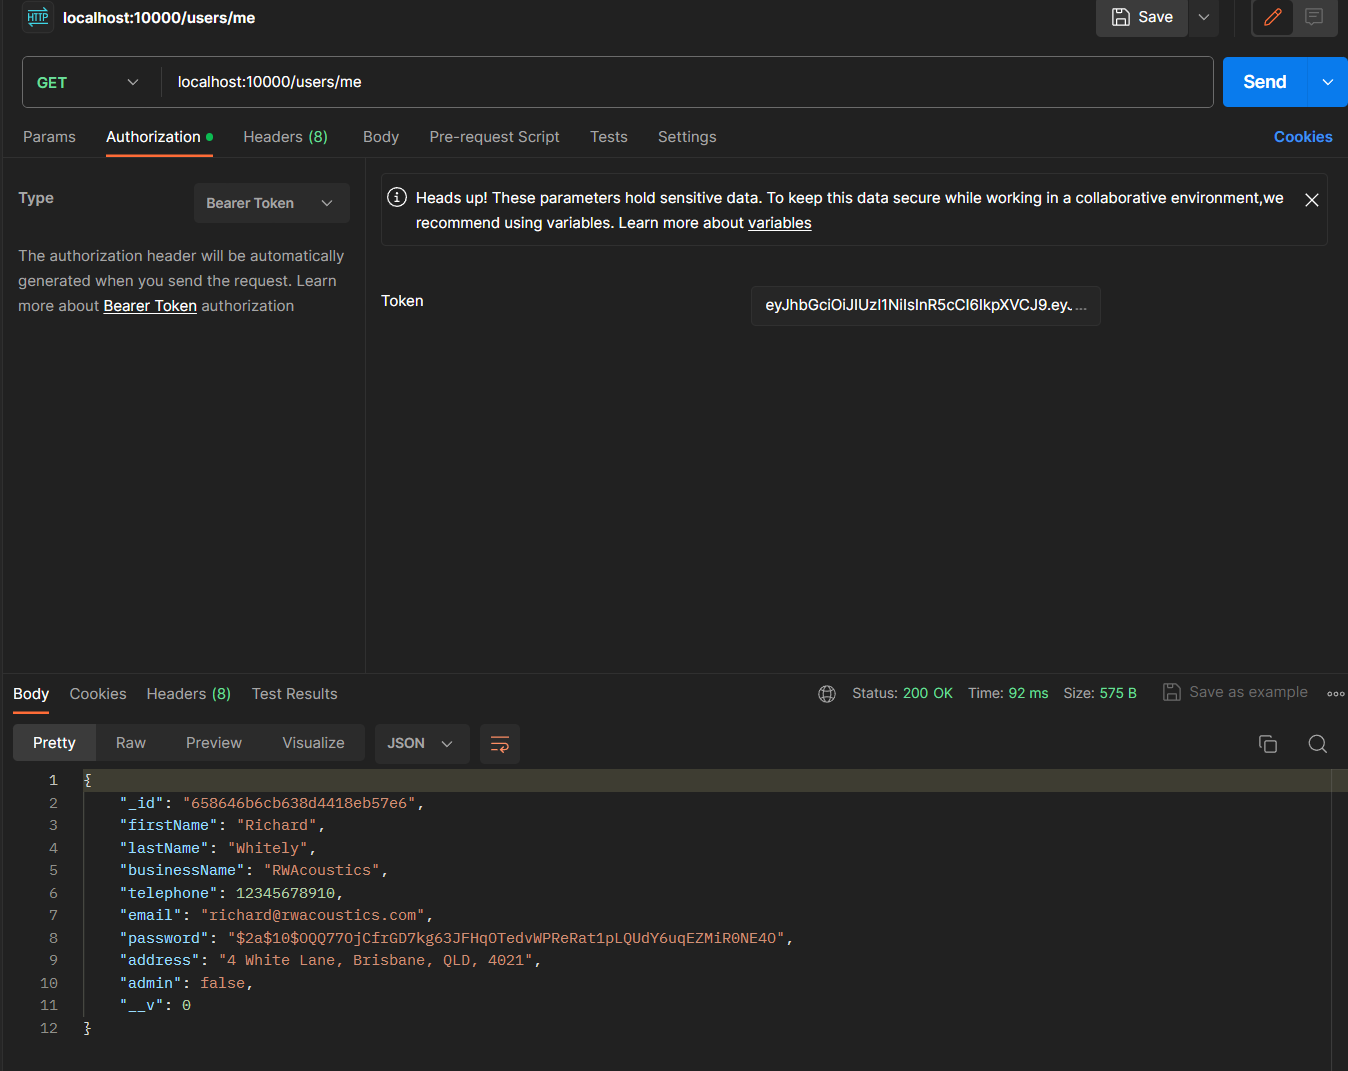 HTTP localhost:10000/users/me Save
GET localhost:10000/users/me Send
Params Authorization Headers (8) Body Pre-request Script Tests Settings Cookies
Type Bearer Token
The authorization header will be automatically
generated when you send the request. Learn
more about Bearer Token authorization
Heads up! These parameters hold sensitive data. To keep this data secure while working in a collaborative environment,we
recommend using variables. Learn more about variables
Token eyJhbGciOiJIUzI1NiIsInR5cCI6IkpXVCJ9.eyJ...
Body Cookies Headers (8) Test Results Status: 200 OK Time: 92 ms Size: 575 B Save as example
Pretty Raw Preview Visualize JSON
1 {
2 "_id": "658646b6cb638d4418eb57e6",
3 "firstName": "Richard",
4 "lastName": "Whitely",
5 "businessName": "RWAcoustics",
6 "telephone": 12345678910,
7 "email": "richard@rwacoustics.com",
8 "password": "$2a$10$OQQ77OjCfrGD7kg63JFHqOTedvWPReRat1pLQUdY6uqEZMiR0NE4O",
9 "address": "4 White Lane, Brisbane, QLD, 4021",
10 "admin": false,
11 "__v": 0
12 }